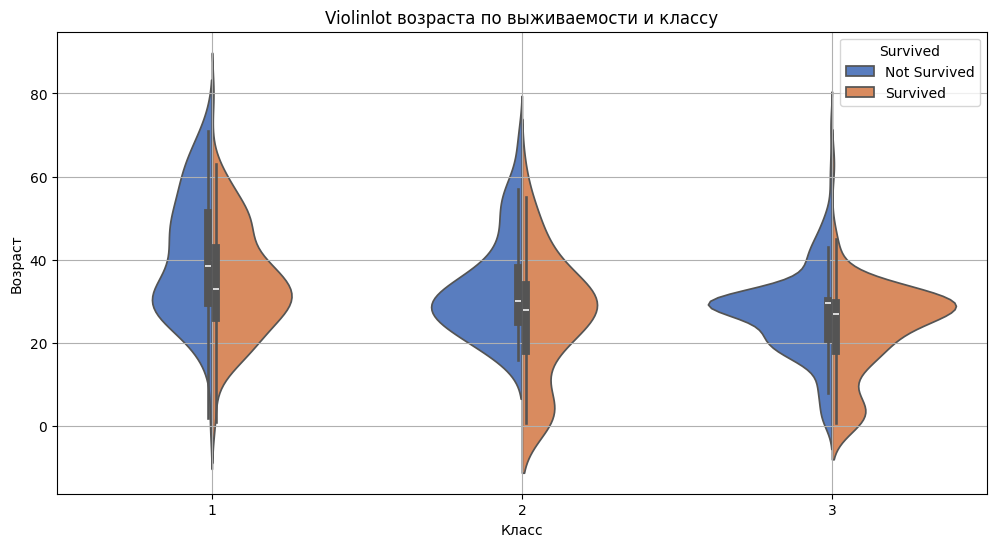 Violinlot возраста по выживаемости и классу
Survived
Not Survived
Survived
80
60
40
20
0
Возраст
1
2
3
Класс